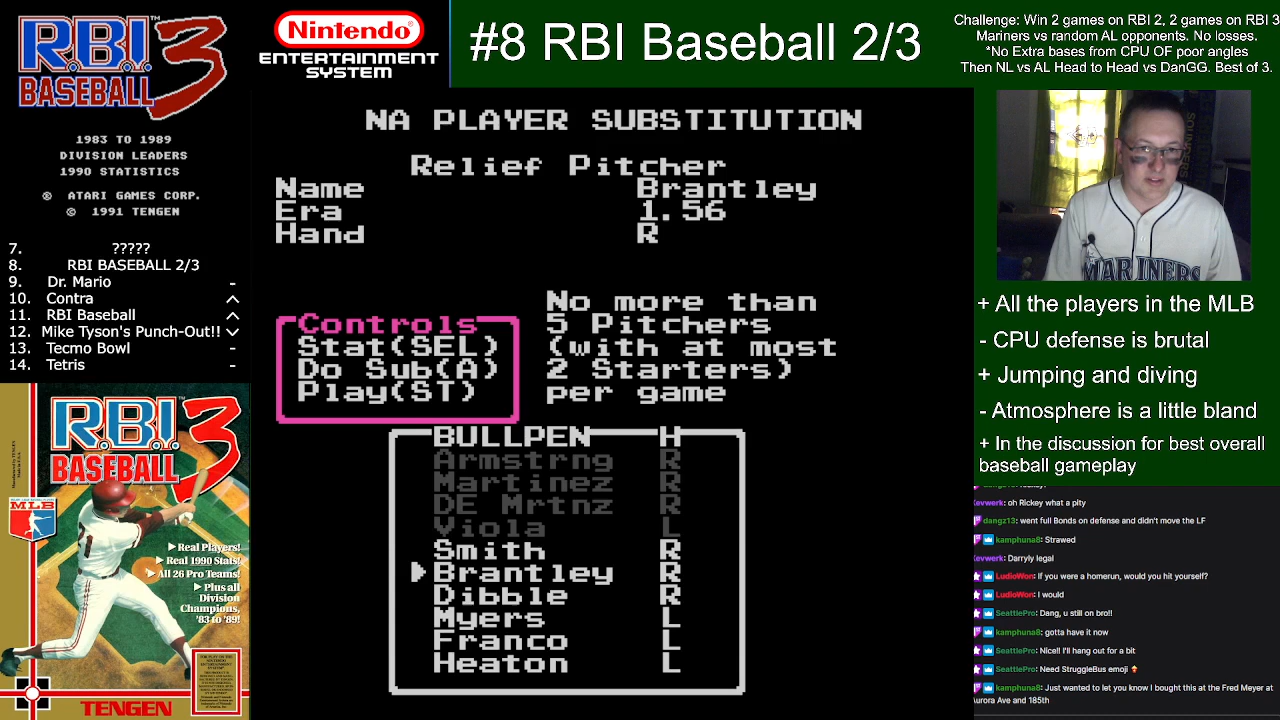 R.B.I. 3
BASEBALL
1983 TO 1989
DIVISION LEADERS
1990 STATISTICS
® ATARI GAMES CORP.
© 1991 TENGEN
Nintendo
ENTERTAINMENT
SYSTEM
#8 RBI Baseball 2/3
Challenge: Win 2 games on RBI 2, 2 games on RBI 3
Mariners vs random AL opponents. No losses.
*No Extra bases from CPU OF poor angles
Then NL vs AL Head to Head vs DanGG. Best of 3.
7. ?????
8. RBI BASEBALL 2/3
9. Dr. Mario -
10. Contra ^
11. RBI Baseball ^
12. Mike Tyson's Punch-Out!! v
13. Tecmo Bowl -
14. Tetris -
NA PLAYER SUBSTITUTION
Relief Pitcher
Name Brantley
Era 1.56
Hand R
Controls
Stat(SEL)
Do Sub(A)
Play(ST)
No more than
5 Pitchers
(with at most
2 Starters)
per game
BULLPEN H
Armstrng R
Martinez R
DE Mrtnz R
Viola L
Smith R
Brantley R
Dibble R
Myers L
Franco L
Heaton L
MARINERS
+ All the players in the MLB
- CPU defense is brutal
+ Jumping and diving
- Atmosphere is a little bland
+ In the discussion for best overall
baseball gameplay
Kevwerk: oh Rickey what a pity
dangz13: went full Bonds on defense and didn't move the LF
kamphuna8: Strawed
Kevwerk: Darryly legal
LudioWon: If you were a homerun, would you hit yourself?
LudioWon: I would
SeattlePro: Dang, u still on bro!!
kamphuna8: gotta have it now
SeattlePro: Nice!! I'll hang out for a bit
SeattlePro: Need StruggleBus emoji
kamphuna8: Just wanted to let you know I bought this at the Fred Meyer at
Aurora Ave and 185th
R.B.I. 3
BASEBALL
MLB
Real Players!
Real 1990 Stats!
All 26 Pro Teams!
Plus all
Division
Champions,
'83 to '89!
TENGEN